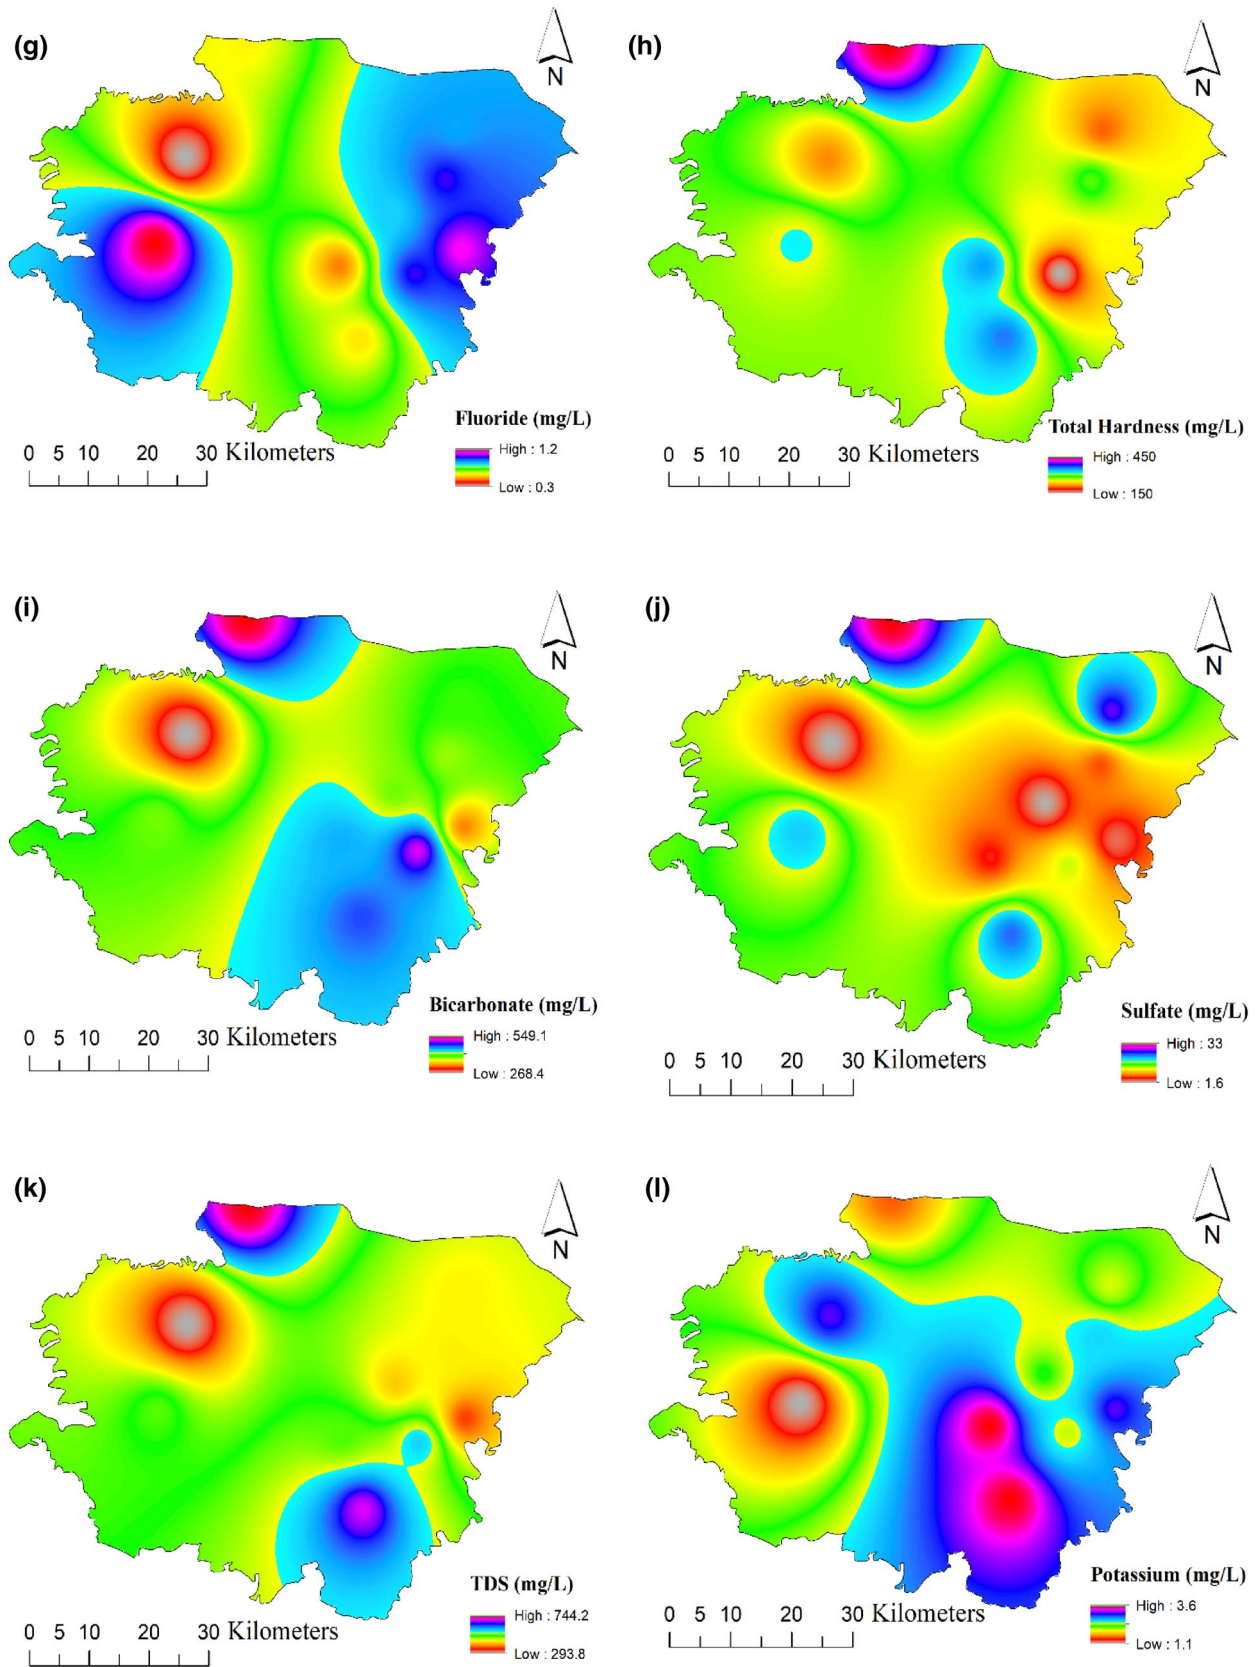 (g)
N
Fluoride (mg/L)
High : 1.2
Low : 0.3
0 5 10 20 30 Kilometers
(h)
N
Total Hardness (mg/L)
High : 450
Low : 150
0 5 10 20 30 Kilometers
(i)
N
Bicarbonate (mg/L)
High : 549.1
Low : 268.4
0 5 10 20 30 Kilometers
(j)
N
Sulfate (mg/L)
High : 33
Low : 1.6
0 5 10 20 30 Kilometers
(k)
N
TDS (mg/L)
High : 744.2
Low : 293.8
0 5 10 20 30 Kilometers
(l)
N
Potassium (mg/L)
High : 3.6
Low : 1.1
0 5 10 20 30 Kilometers